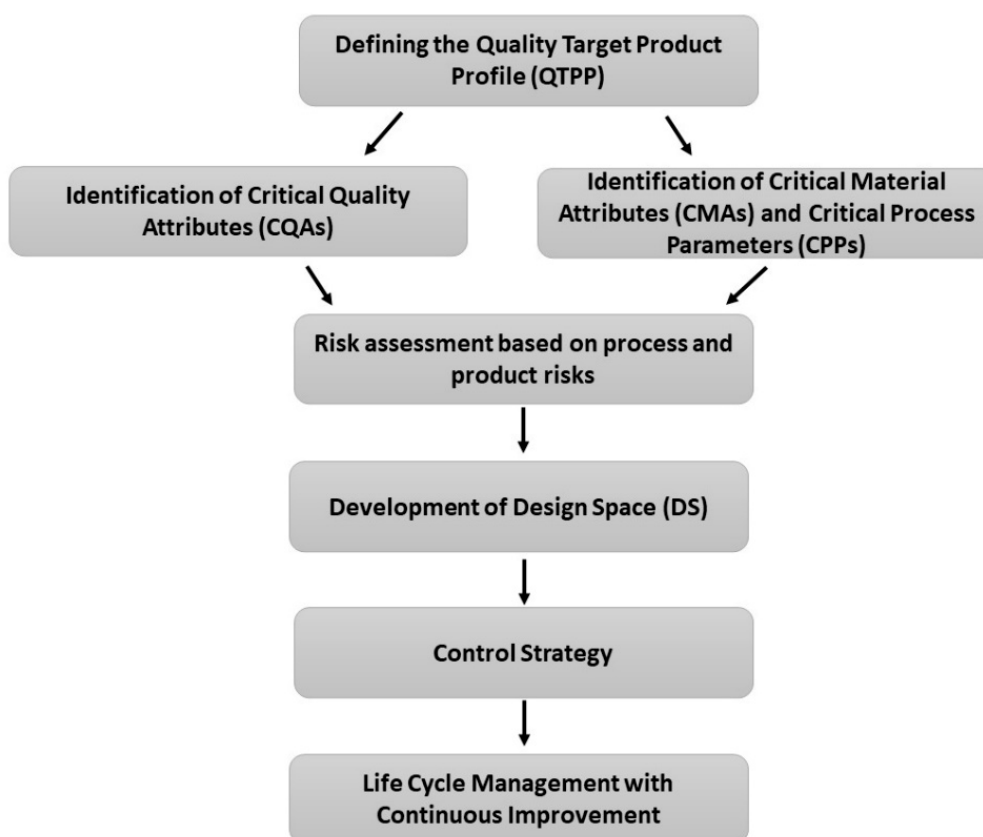 Defining the Quality Target Product
Profile (QTPP)
Identification of Critical Quality
Attributes (CQAs)
Identification of Critical Material
Attributes (CMAs) and Critical Process
Parameters (CPPs)
Risk assessment based on process and
product risks
Development of Design Space (DS)
Control Strategy
Life Cycle Management with
Continuous Improvement